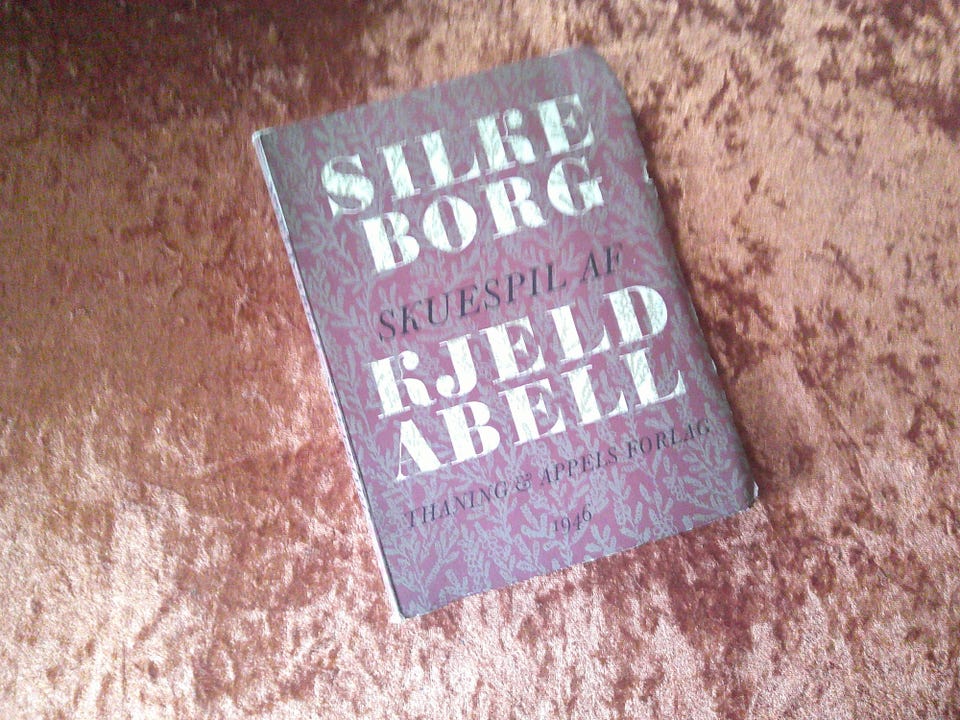 SILKE
BORG
SKUESPIL AF
KJELD
ABELL
THANING & APPELS FORLAG
1946